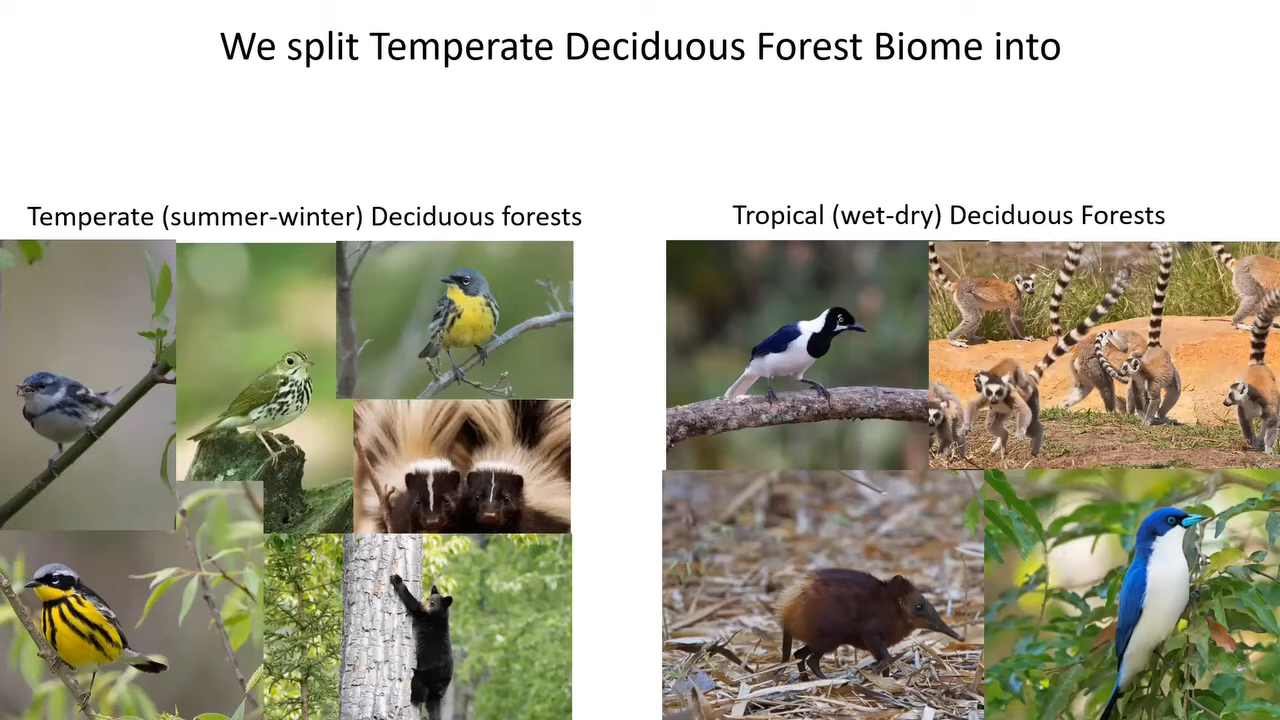 We split Temperate Deciduous Forest Biome into
Temperate (summer-winter) Deciduous forests
Tropical (wet-dry) Deciduous Forests